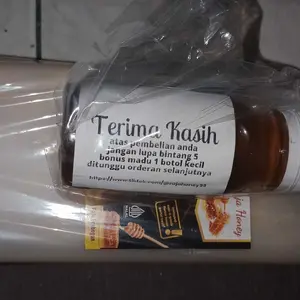 Terima Kasih
atas pembelian anda
jangan lupa bintang 5
bonus madu 1 botol kecil
ditunggu orderan selanjutnya
Honey